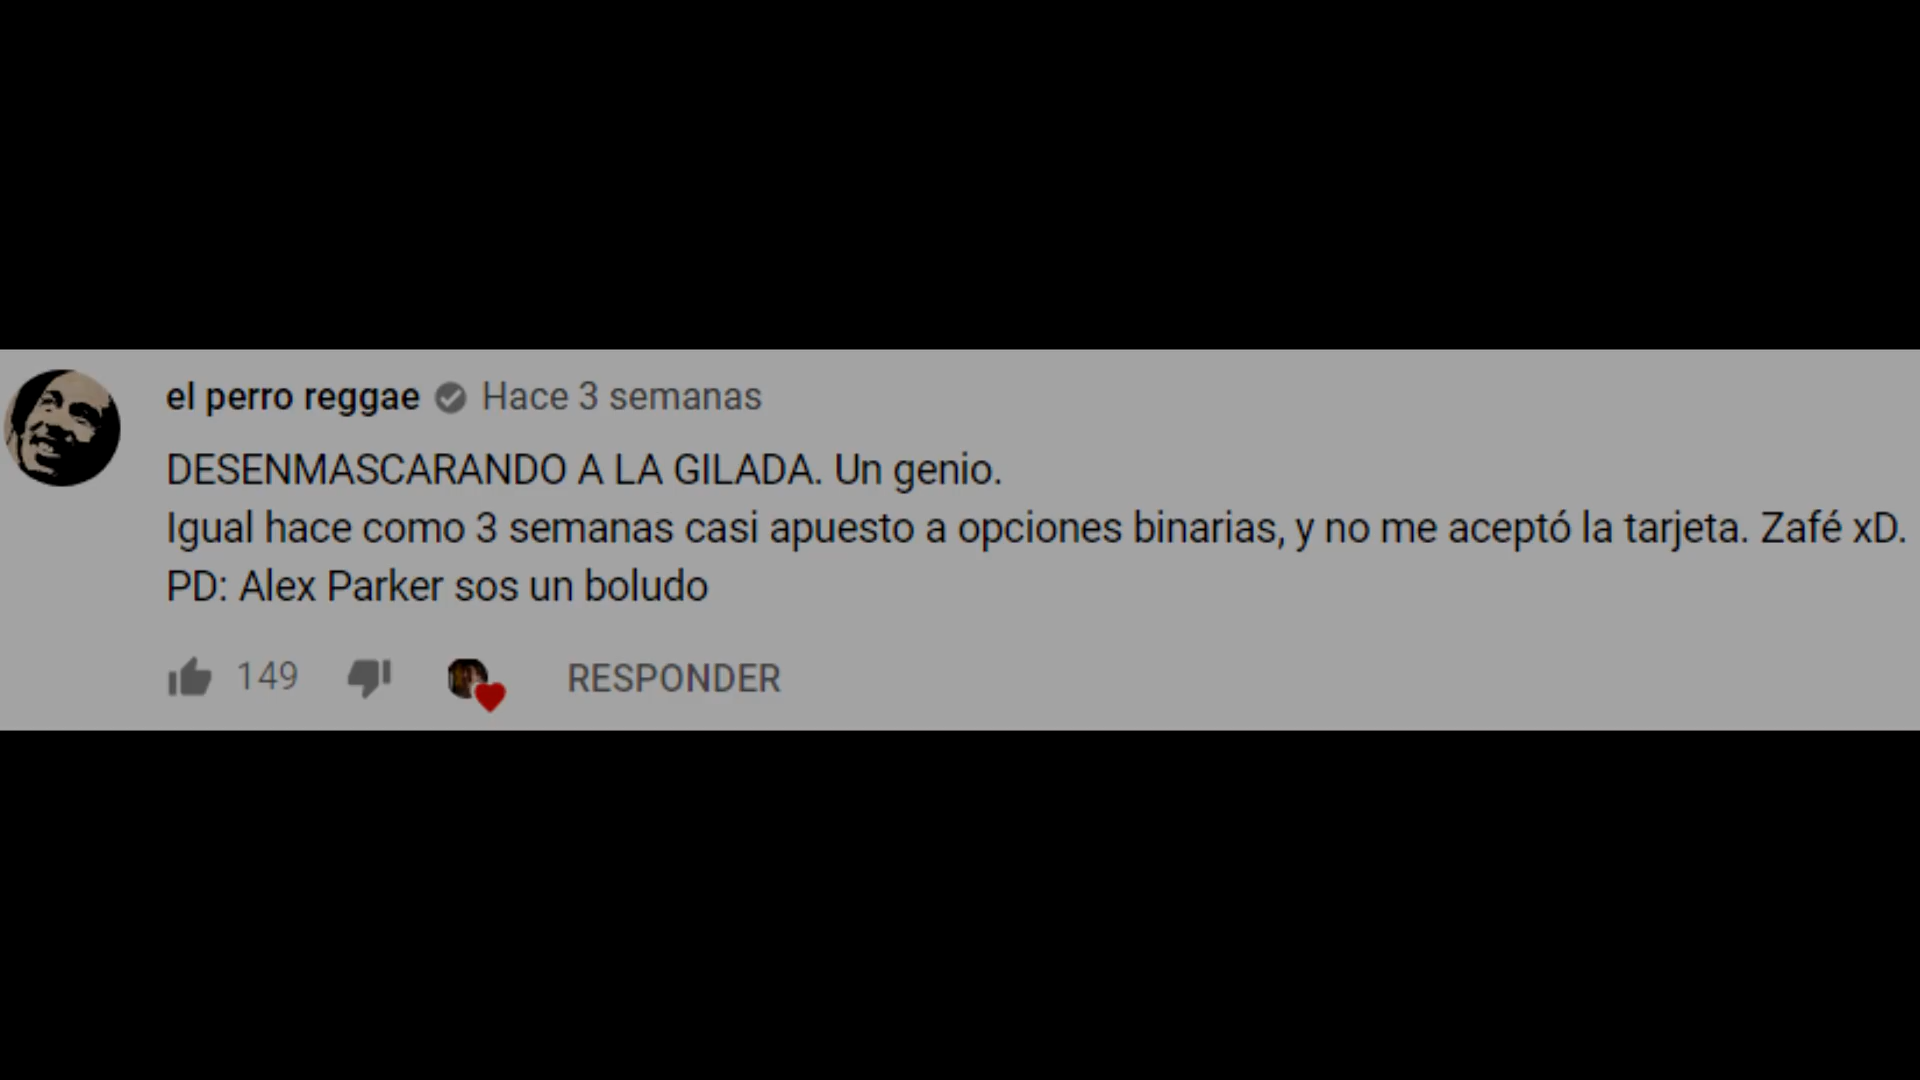 el perro reggae Hace 3 semanas
DESENMASCARANDO A LA GILADA. Un genio.
Igual hace como 3 semanas casi apuesto a opciones binarias, y no me aceptó la tarjeta. Zafé xD.
PD: Alex Parker sos un boludo
149 RESPONDER